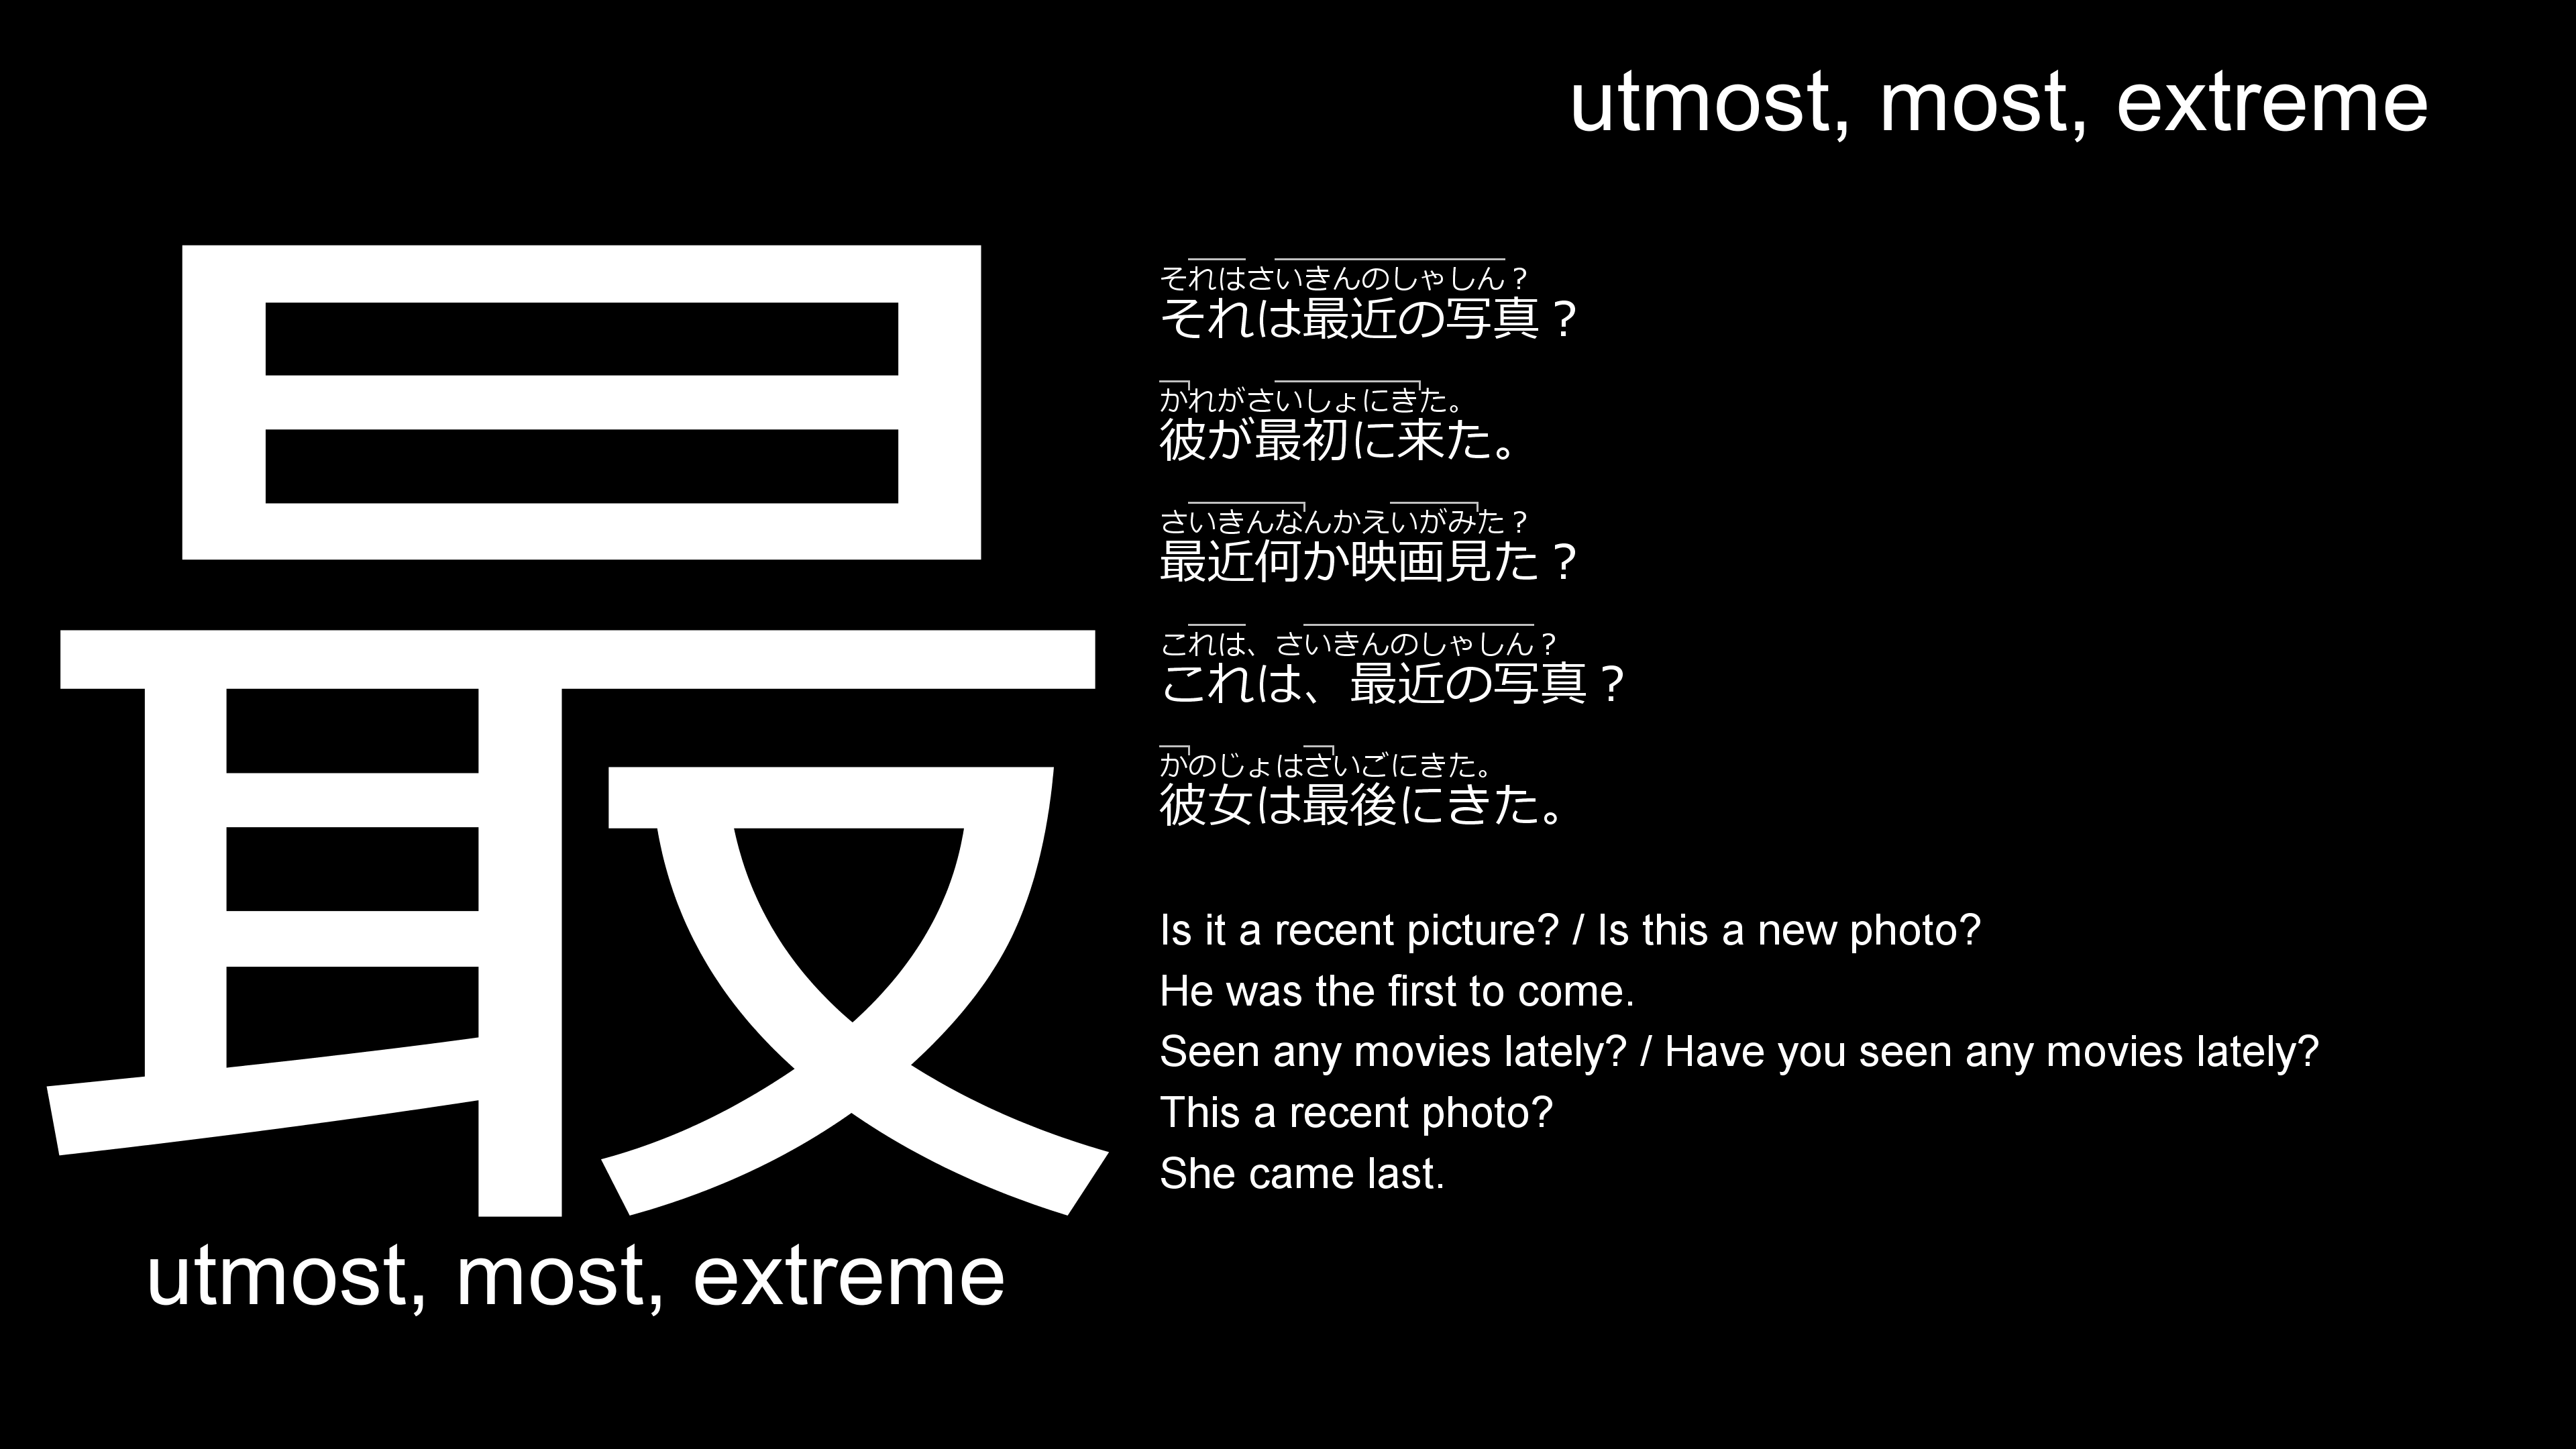 utmost, most, extreme
最
utmost, most, extreme
それはさいきんのしゃしん？
それは最近の写真？
かれがさいしょにきた。
彼が最初に来た。
さいきんなんかえいがみた？
最近何か映画見た？
これは、さいきんのしゃしん？
これは、最近の写真？
かのじょはさいごにきた。
彼女は最後にきた。
Is it a recent picture? / Is this a new photo?
He was the first to come.
Seen any movies lately? / Have you seen any movies lately?
This a recent photo?
She came last.